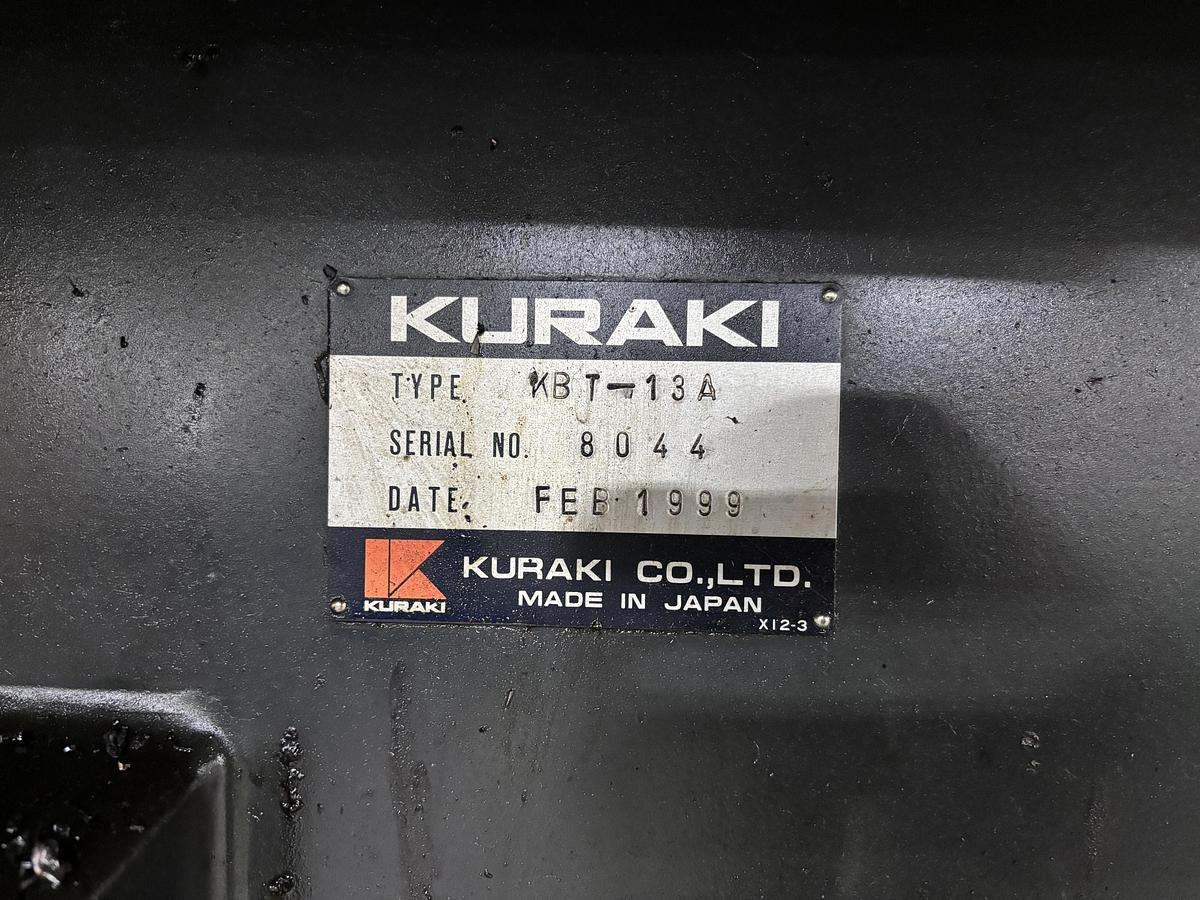 KURAKI
TYPE. KBT-13A
SERIAL NO. 8044
DATE. FEB 1999
KURAKI
KURAKI CO.,LTD.
MADE IN JAPAN
X12-3